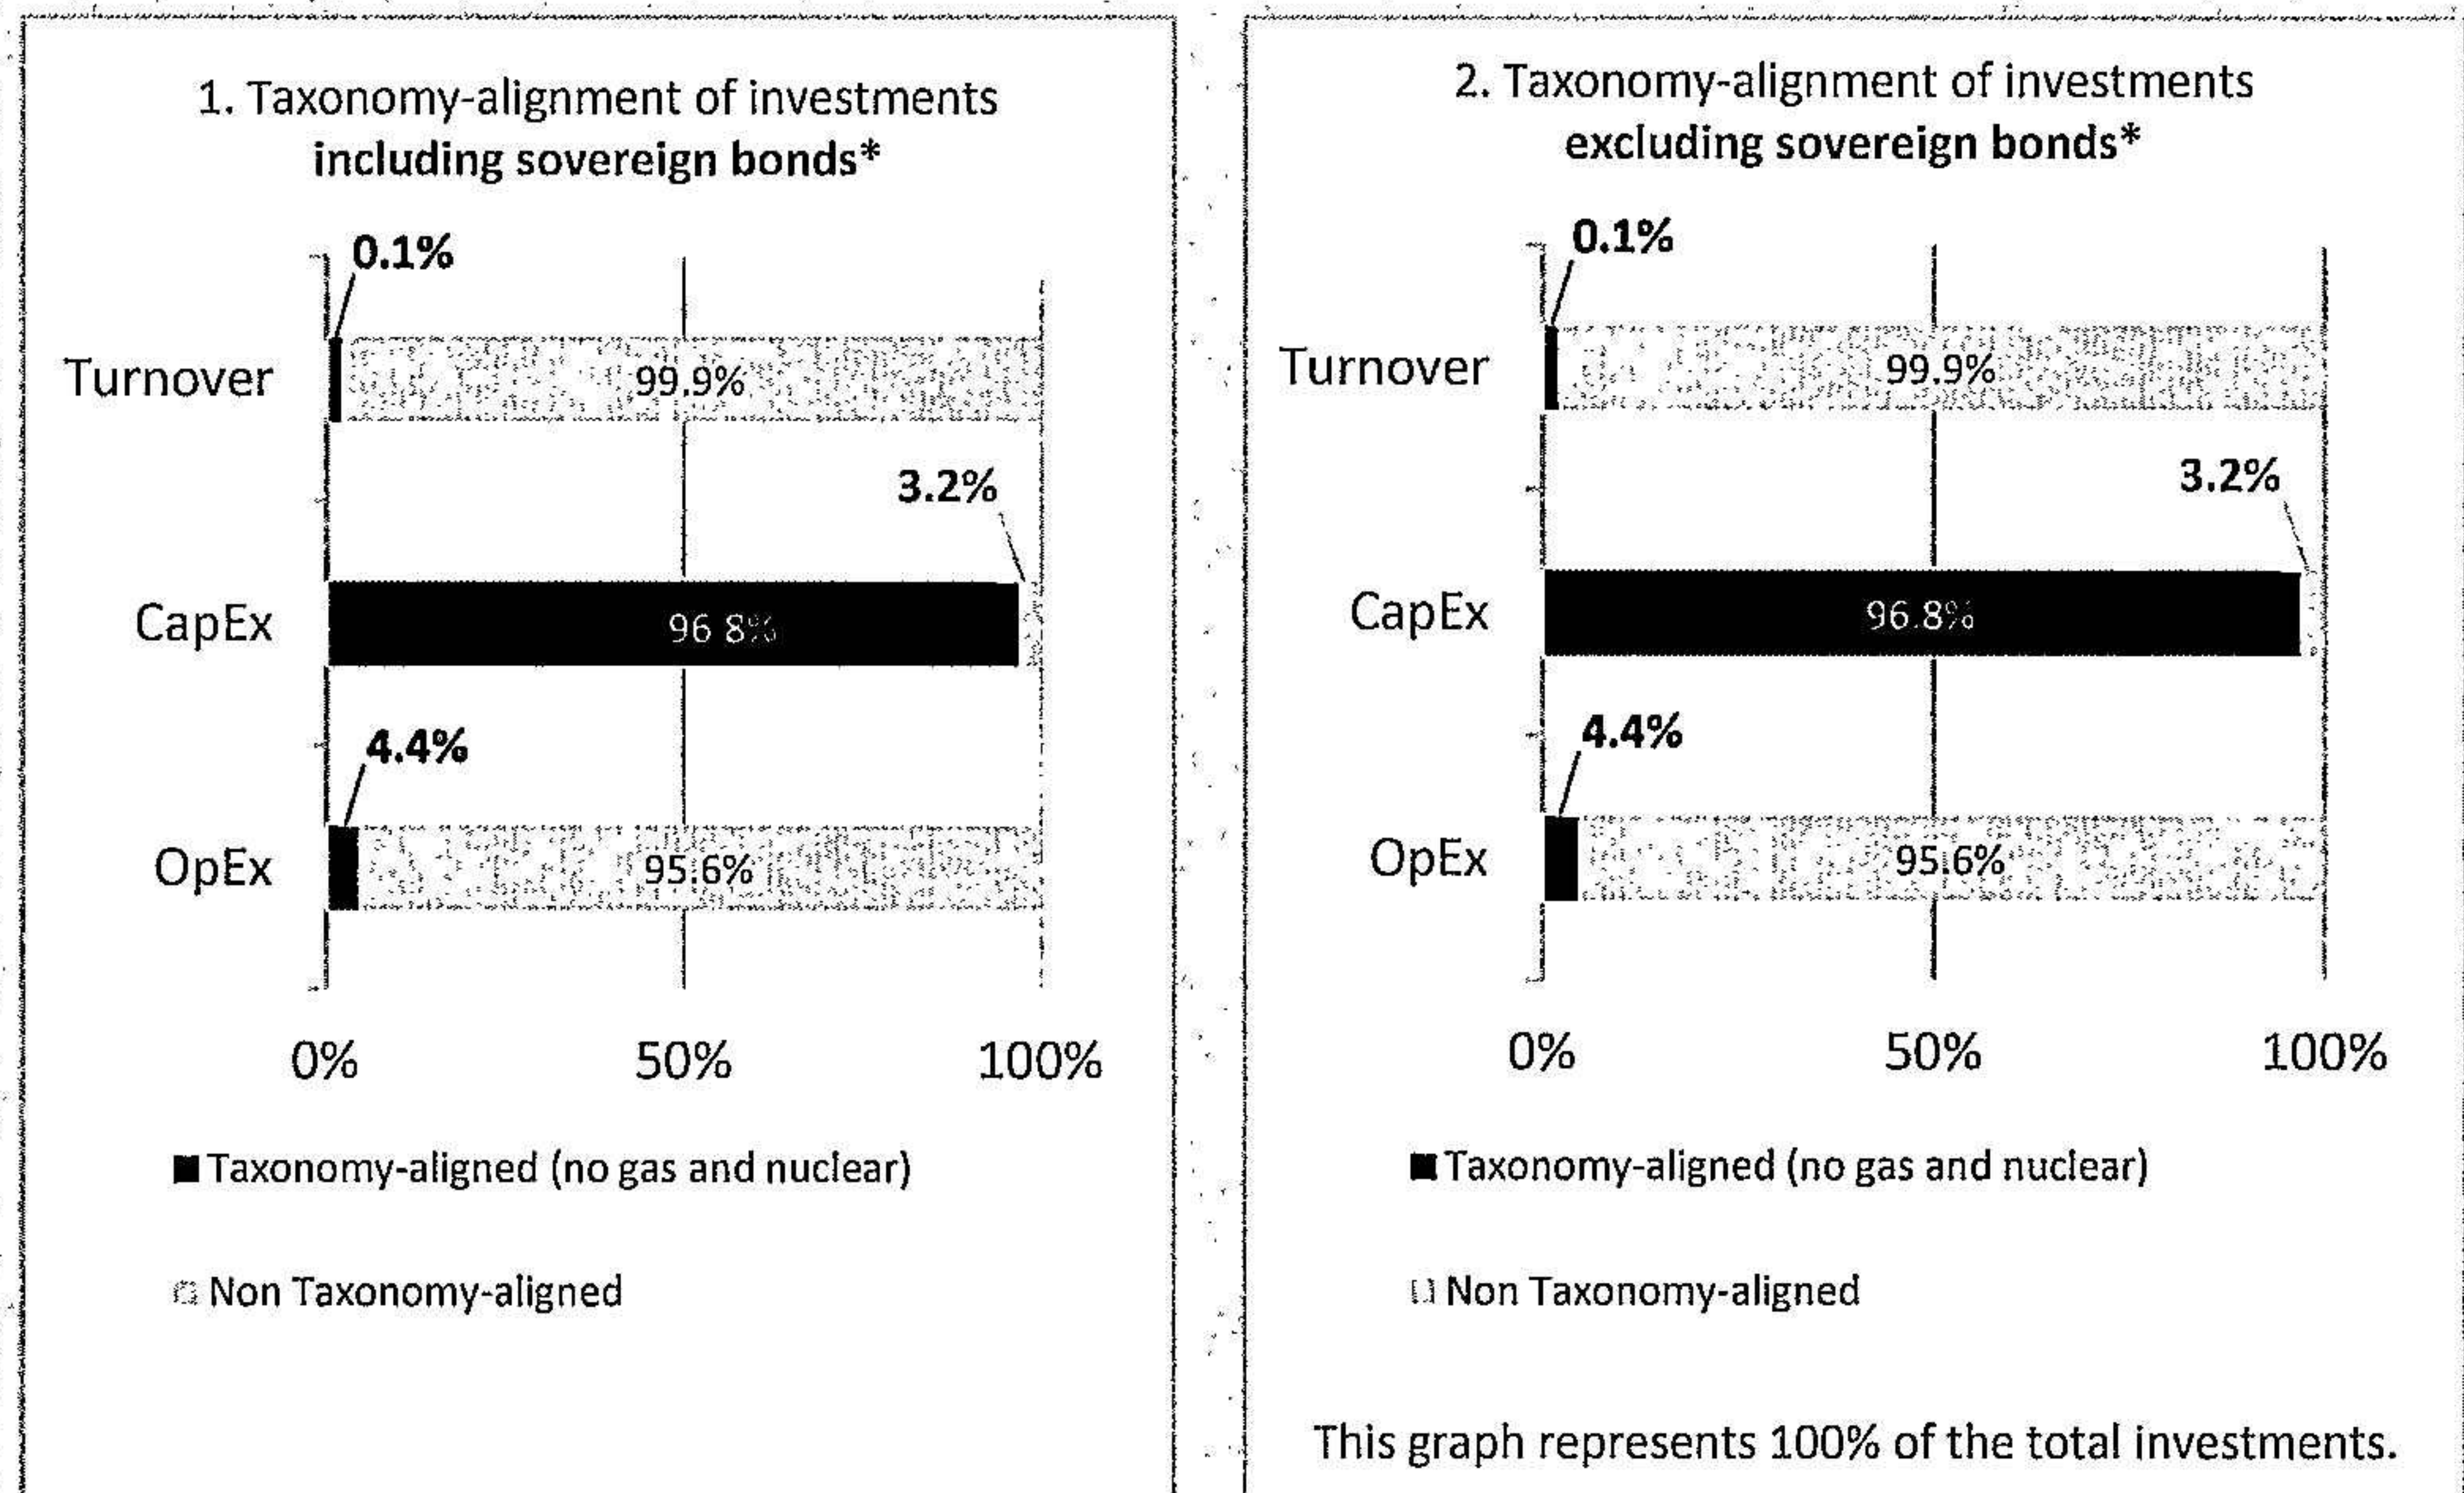 1. Taxonomy-alignment of investments
including sovereign bonds*
0.1%
Turnover
99.9%
3.2%
CapEx
96.8%
4.4%
OpEx
95.6%
0%
50%
100%
Taxonomy-aligned (no gas and nuclear)
Non Taxonomy-aligned
2. Taxonomy-alignment of investments
excluding sovereign bonds*
0.1%
Turnover
99.9%
3.2%
CapEx
96.8%
4.4%
OpEx
95.6%
0%
50%
100%
Taxonomy-aligned (no gas and nuclear)
Non Taxonomy-aligned
This graph represents 100% of the total investments.